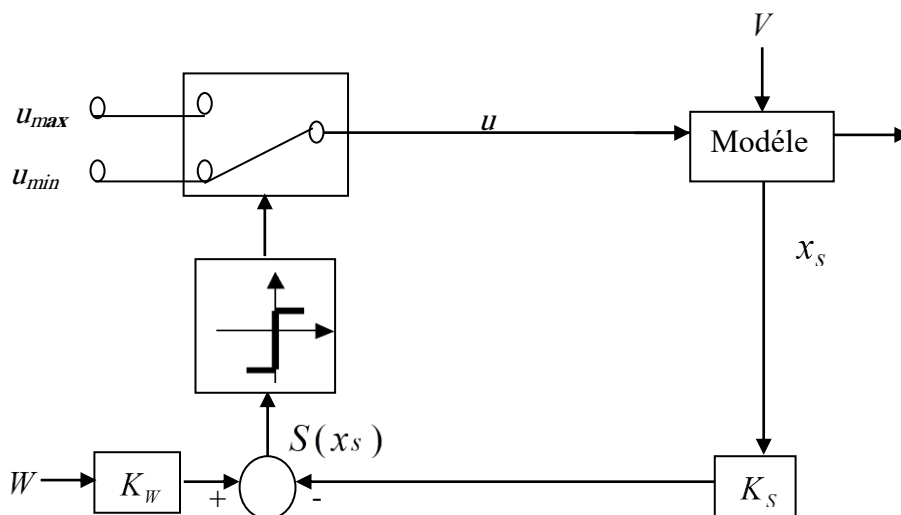 V
u_max
u
Modéle
u_min
x_s
S(x_s)
W
K_W
+
-
K_S